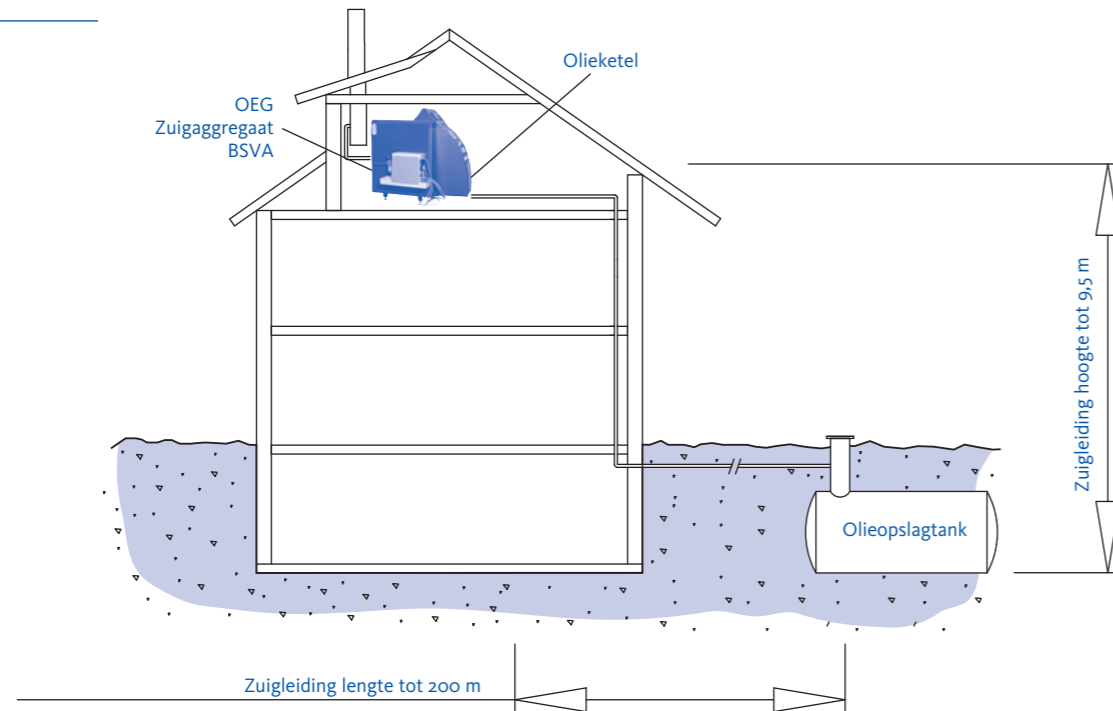 Olieketel
OEG
Zuigaggregaat
BSVA
Zuigleiding hoogte tot 9,5 m
Olieopslagtank
Zuigleiding lengte tot 200 m